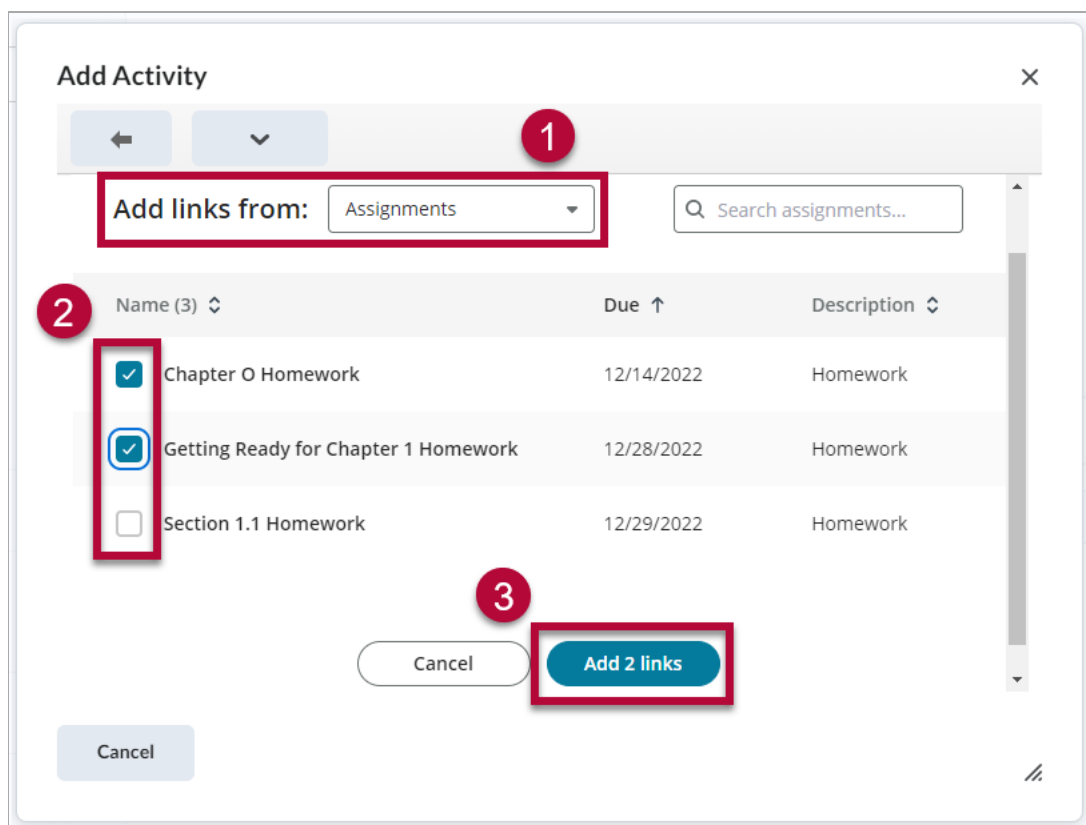 Add Activity
1
Add links from: Assignments Search assignments...
2
Name (3) Due Description
Chapter O Homework 12/14/2022 Homework
Getting Ready for Chapter 1 Homework 12/28/2022 Homework
Section 1.1 Homework 12/29/2022 Homework
3
Cancel Add 2 links
Cancel